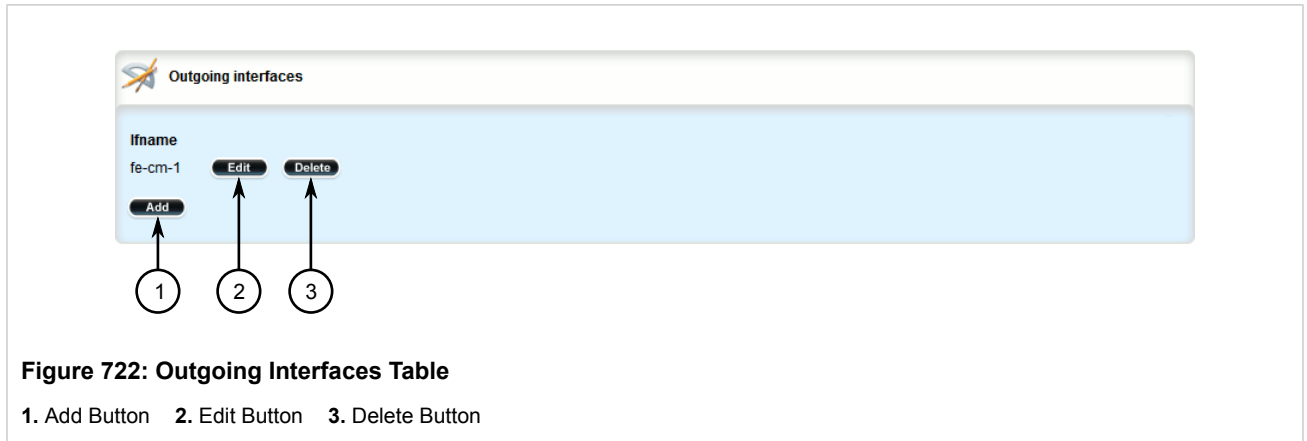 Outgoing interfaces
Ifname
fe-cm-1 Edit Delete
Add
1 2 3
Figure 722: Outgoing Interfaces Table
1. Add Button 2. Edit Button 3. Delete Button